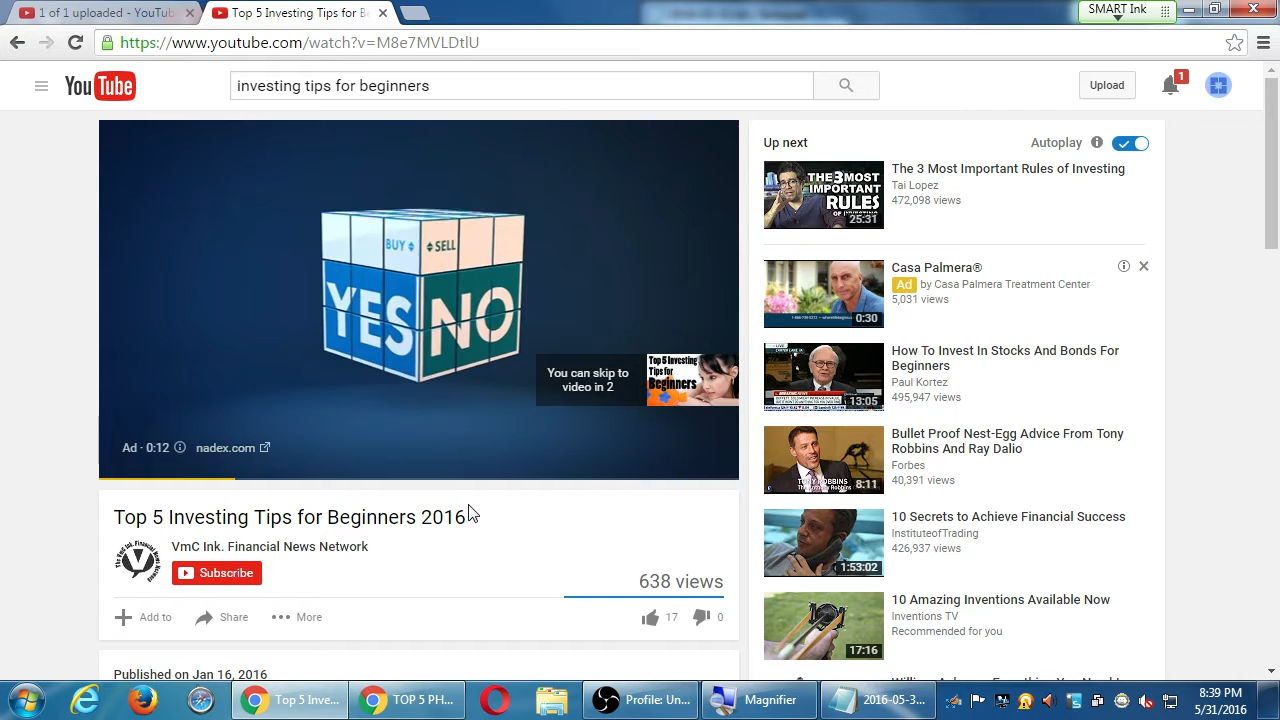 1 of 1 uploaded - YouTube
Top 5 Investing Tips for Be
SMART Ink
https://www.youtube.com/watch?v=M8e7MVLDtlU
YouTube
investing tips for beginners
Upload
1
BUY SELL
YES NO
You can skip to
video in 2
Top 5 Investing
Tips for
Beginners
Ad · 0:12 nadex.com
Top 5 Investing Tips for Beginners 2016
VmC Ink. Financial News Network
Subscribe
638 views
Add to Share More 17 0
Published on Jan 16, 2016
Up next Autoplay
THE 3 MOST
IMPORTANT
RULES
25:31
The 3 Most Important Rules of Investing
Tai Lopez
472,098 views
0:30
Casa Palmera®
Ad by Casa Palmera Treatment Center
5,031 views
13:05
How To Invest In Stocks And Bonds For
Beginners
Paul Kortez
495,947 views
TONY ROBBINS
8:11
Bullet Proof Nest-Egg Advice From Tony
Robbins And Ray Dalio
Forbes
40,391 views
1:53:02
10 Secrets to Achieve Financial Success
InstituteofTrading
426,937 views
17:16
10 Amazing Inventions Available Now
Inventions TV
Recommended for you
Top 5 Inve... TOP 5 PH... Profile: Un... Magnifier 2016-05-3...
8:39 PM
5/31/2016